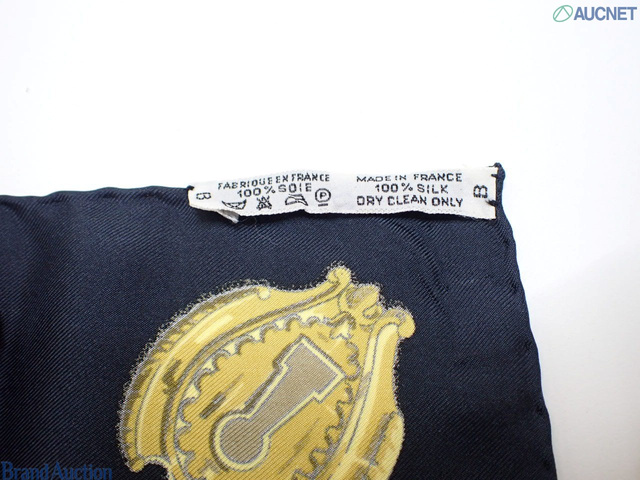 AUCNET
FABRIQUE EN FRANCE
100% SOIE
P
B
MADE IN FRANCE
100% SILK
DRY CLEAN ONLY
B
Brand Auction